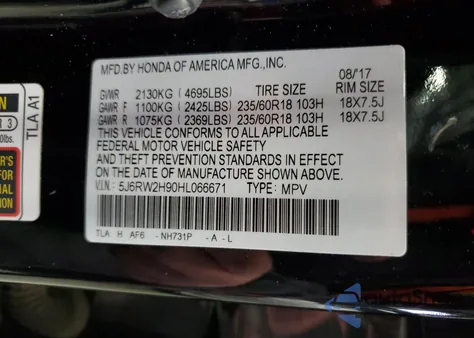 MFD.BY HONDA OF AMERICA MFG.,INC.
08/17
GVWR 2130KG (4695LBS) TIRE SIZE RIM SIZE
GAWR F 1100KG (2425LBS) 235/60R18 103H 18X7.5J
GAWR R 1075KG (2369LBS) 235/60R18 103H 18X7.5J
THIS VEHICLE CONFORMS TO ALL APPLICABLE
FEDERAL MOTOR VEHICLE SAFETY
AND THEFT PREVENTION STANDARDS IN EFFECT
ON THE DATE OF MANUFACTURE SHOWN ABOVE.
V.I.N: 5J6RW2H90HL066671 TYPE: MPV
TLA H AF6 -NH731P -A -L
TLA A1